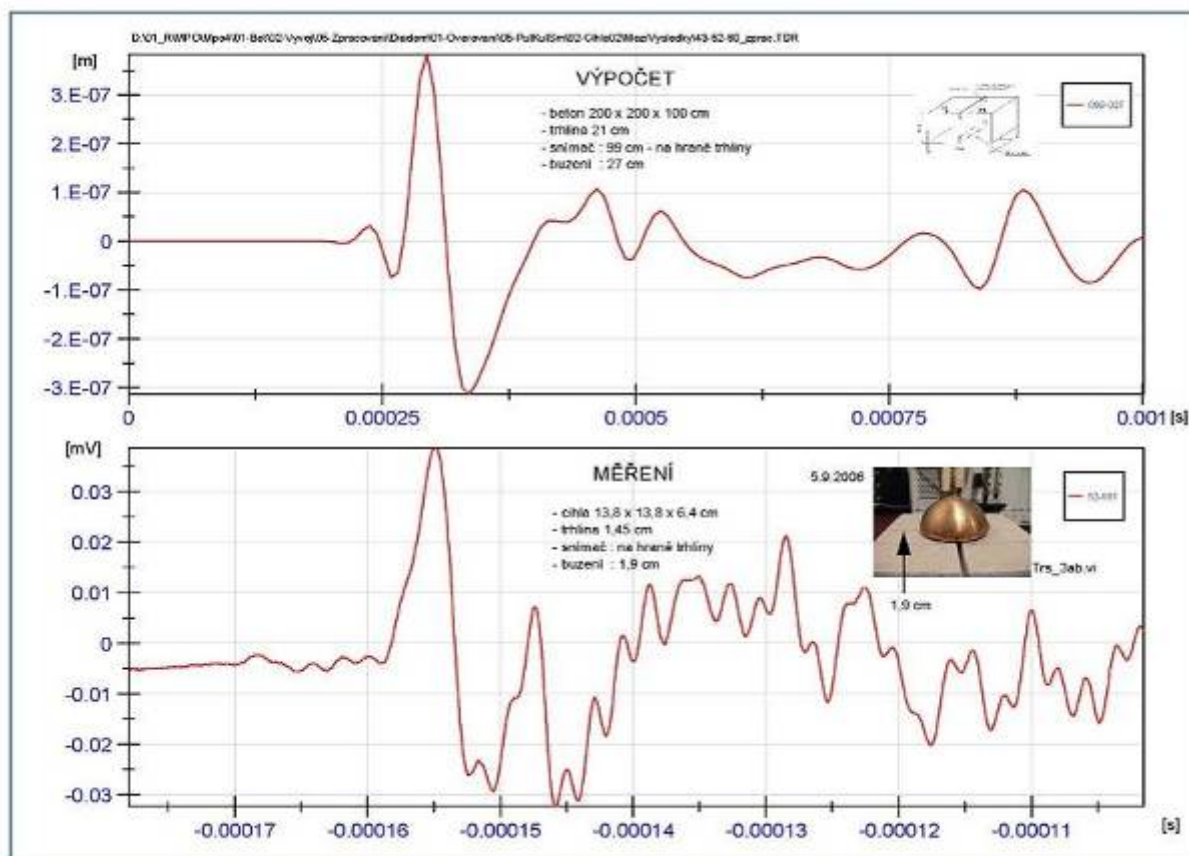 [m]
VÝPOČET
- beton 200 x 200 x 100 cm
- trhlina 21 cm
- snímač : 99 cm - na hraně trhliny
- buzení : 27 cm
3.E-07
2.E-07
1.E-07
0
-1.E-07
-2.E-07
-3.E-07
0
0.00025
0.0005
0.00075
0.001
[s]
[mV]
MĚŘENÍ
- cihla 13,8 x 13,8 x 6,4 cm
- trhlina 1,45 cm
- snímač : na hraně trhliny
- buzení : 1,9 cm
5.9.2006
Trs_3ab.vi
1,9 cm
0.03
0.02
0.01
0
-0.01
-0.02
-0.03
-0.00017
-0.00016
-0.00015
-0.00014
-0.00013
-0.00012
-0.00011
[s]